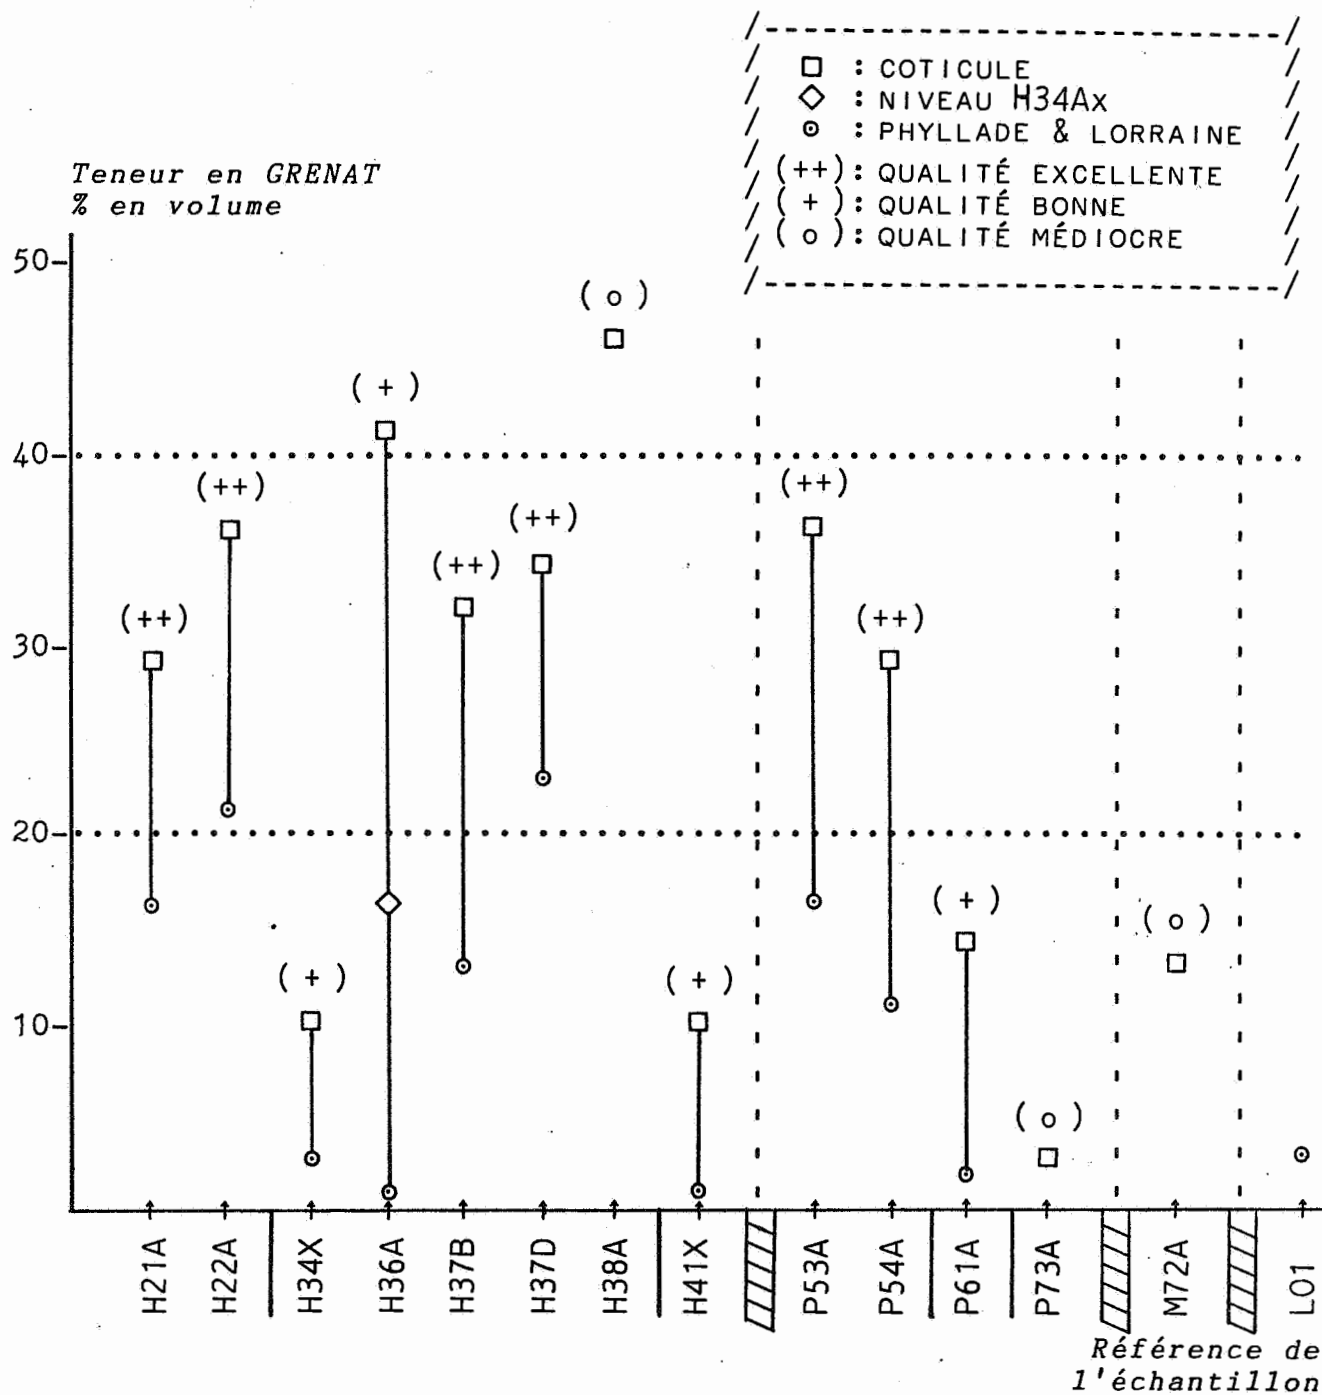 □ : COTICULE
◇ : NIVEAU H34Ax
⊙ : PHYLLADE & LORRAINE
(++): QUALITÉ EXCELLENTE
( + ): QUALITÉ BONNE
( o ): QUALITÉ MÉDIOCRE
Teneur en GRENAT
% en volume
50
( o )
( + )
40
(++) (++)
(++) (++)
(++) (++)
30
20
( + ) ( o )
( + ) ( + )
10
( o )
H21A H22A H34X H36A H37B H37D H38A H41X P53A P54A P61A P73A M72A L01
Référence de
l'échantillon